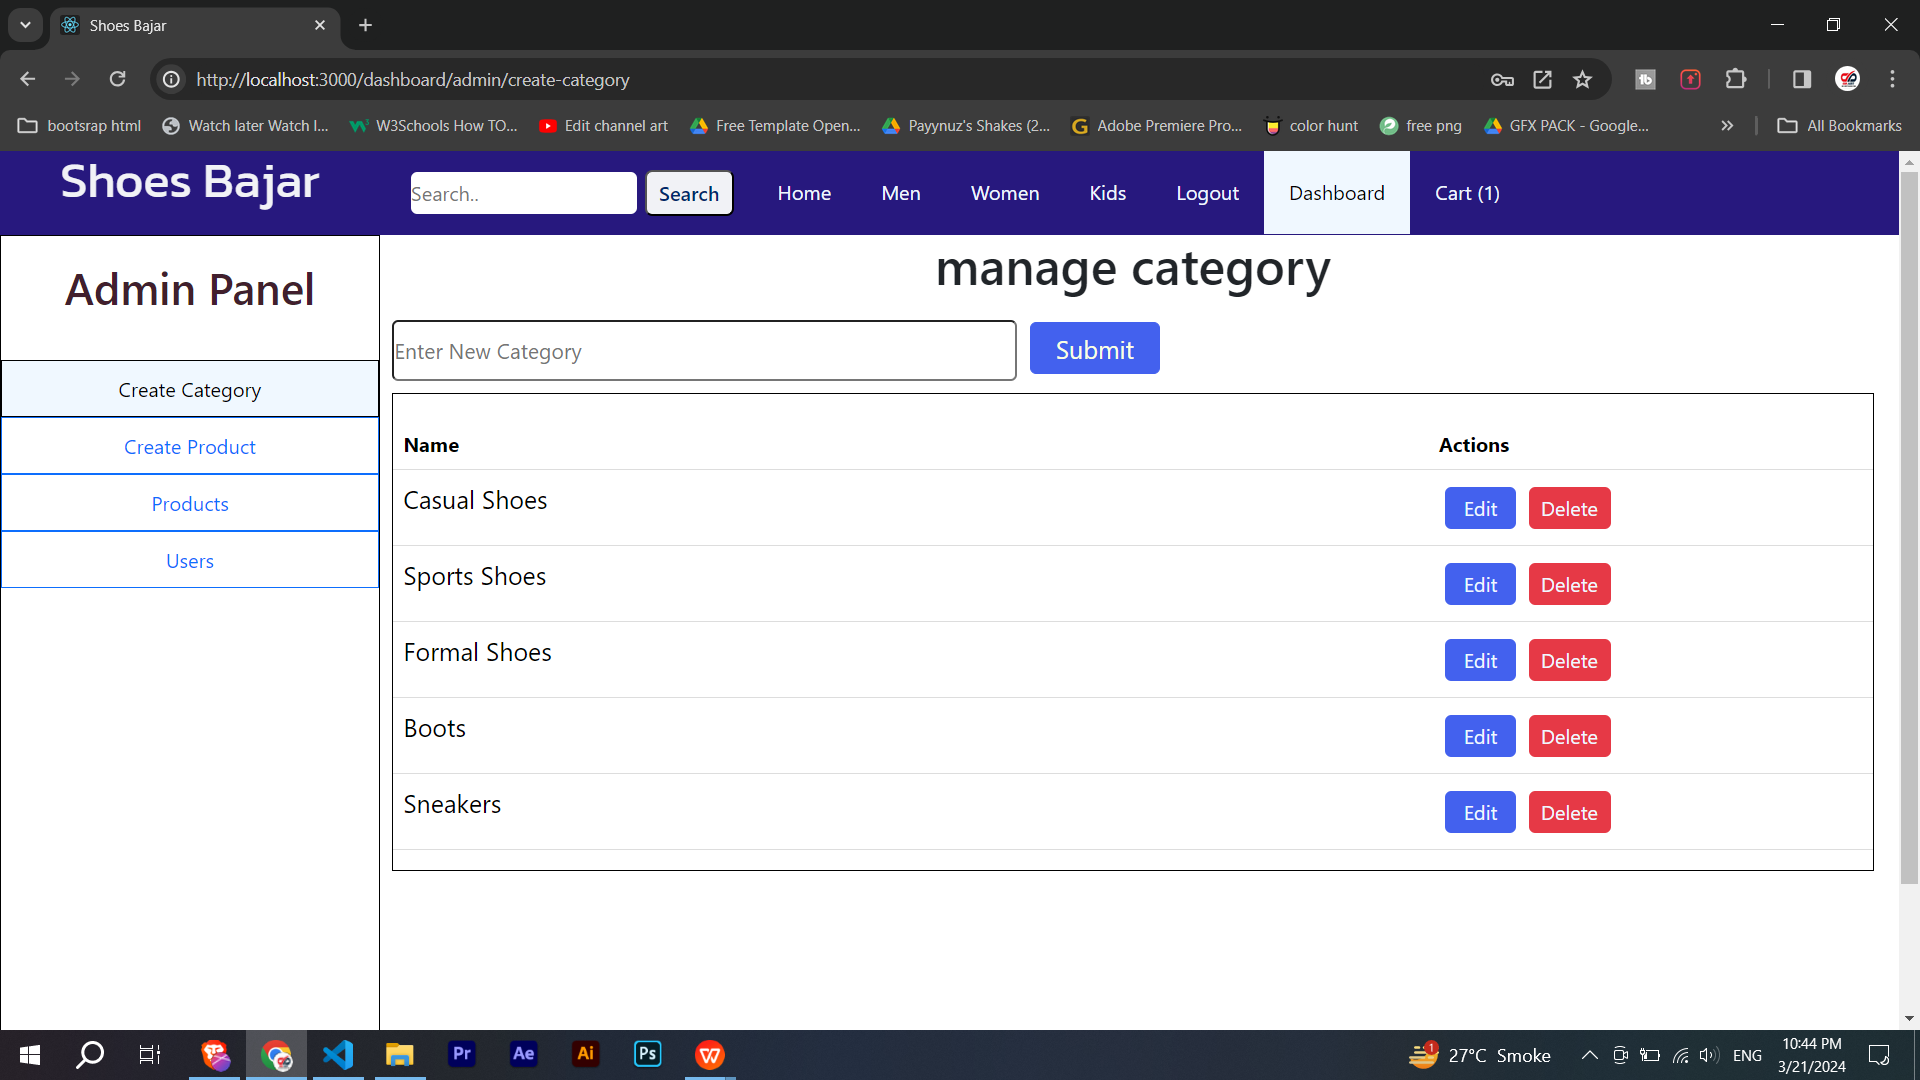 Shoes Bajar
http://localhost:3000/dashboard/admin/create-category
bootsrap html
Watch later Watch l...
W3Schools How TO...
Edit channel art
Free Template Open...
Payynuz's Shakes (2...
Adobe Premiere Pro...
color hunt
free png
GFX PACK - Google...
All Bookmarks
Shoes Bajar
Search..
Search
Home
Men
Women
Kids
Logout
Dashboard
Cart (1)
Admin Panel
Create Category
Create Product
Products
Users
manage category
Enter New Category
Submit
Name Actions
Casual Shoes Edit Delete
Sports Shoes Edit Delete
Formal Shoes Edit Delete
Boots Edit Delete
Sneakers Edit Delete
Pr
Ae
Ai
Ps
1
27°C Smoke
ENG
10:44 PM
3/21/2024